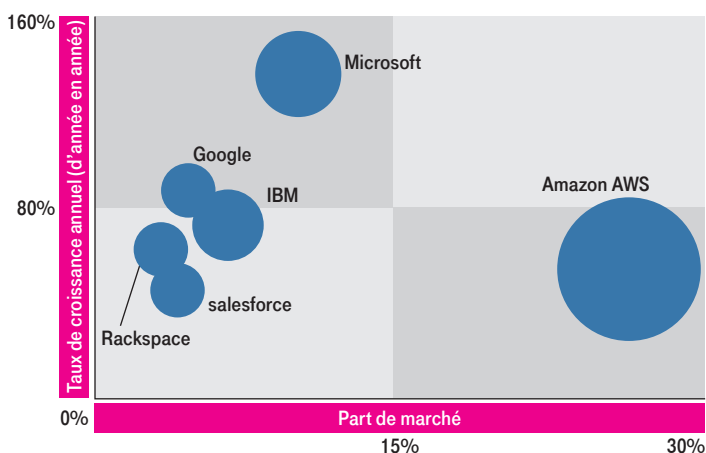 160%
Microsoft
Google
IBM
Amazon AWS
80%
salesforce
Rackspace
Taux de croissance annuel (d'année en année)
0%
Part de marché
15%
30%